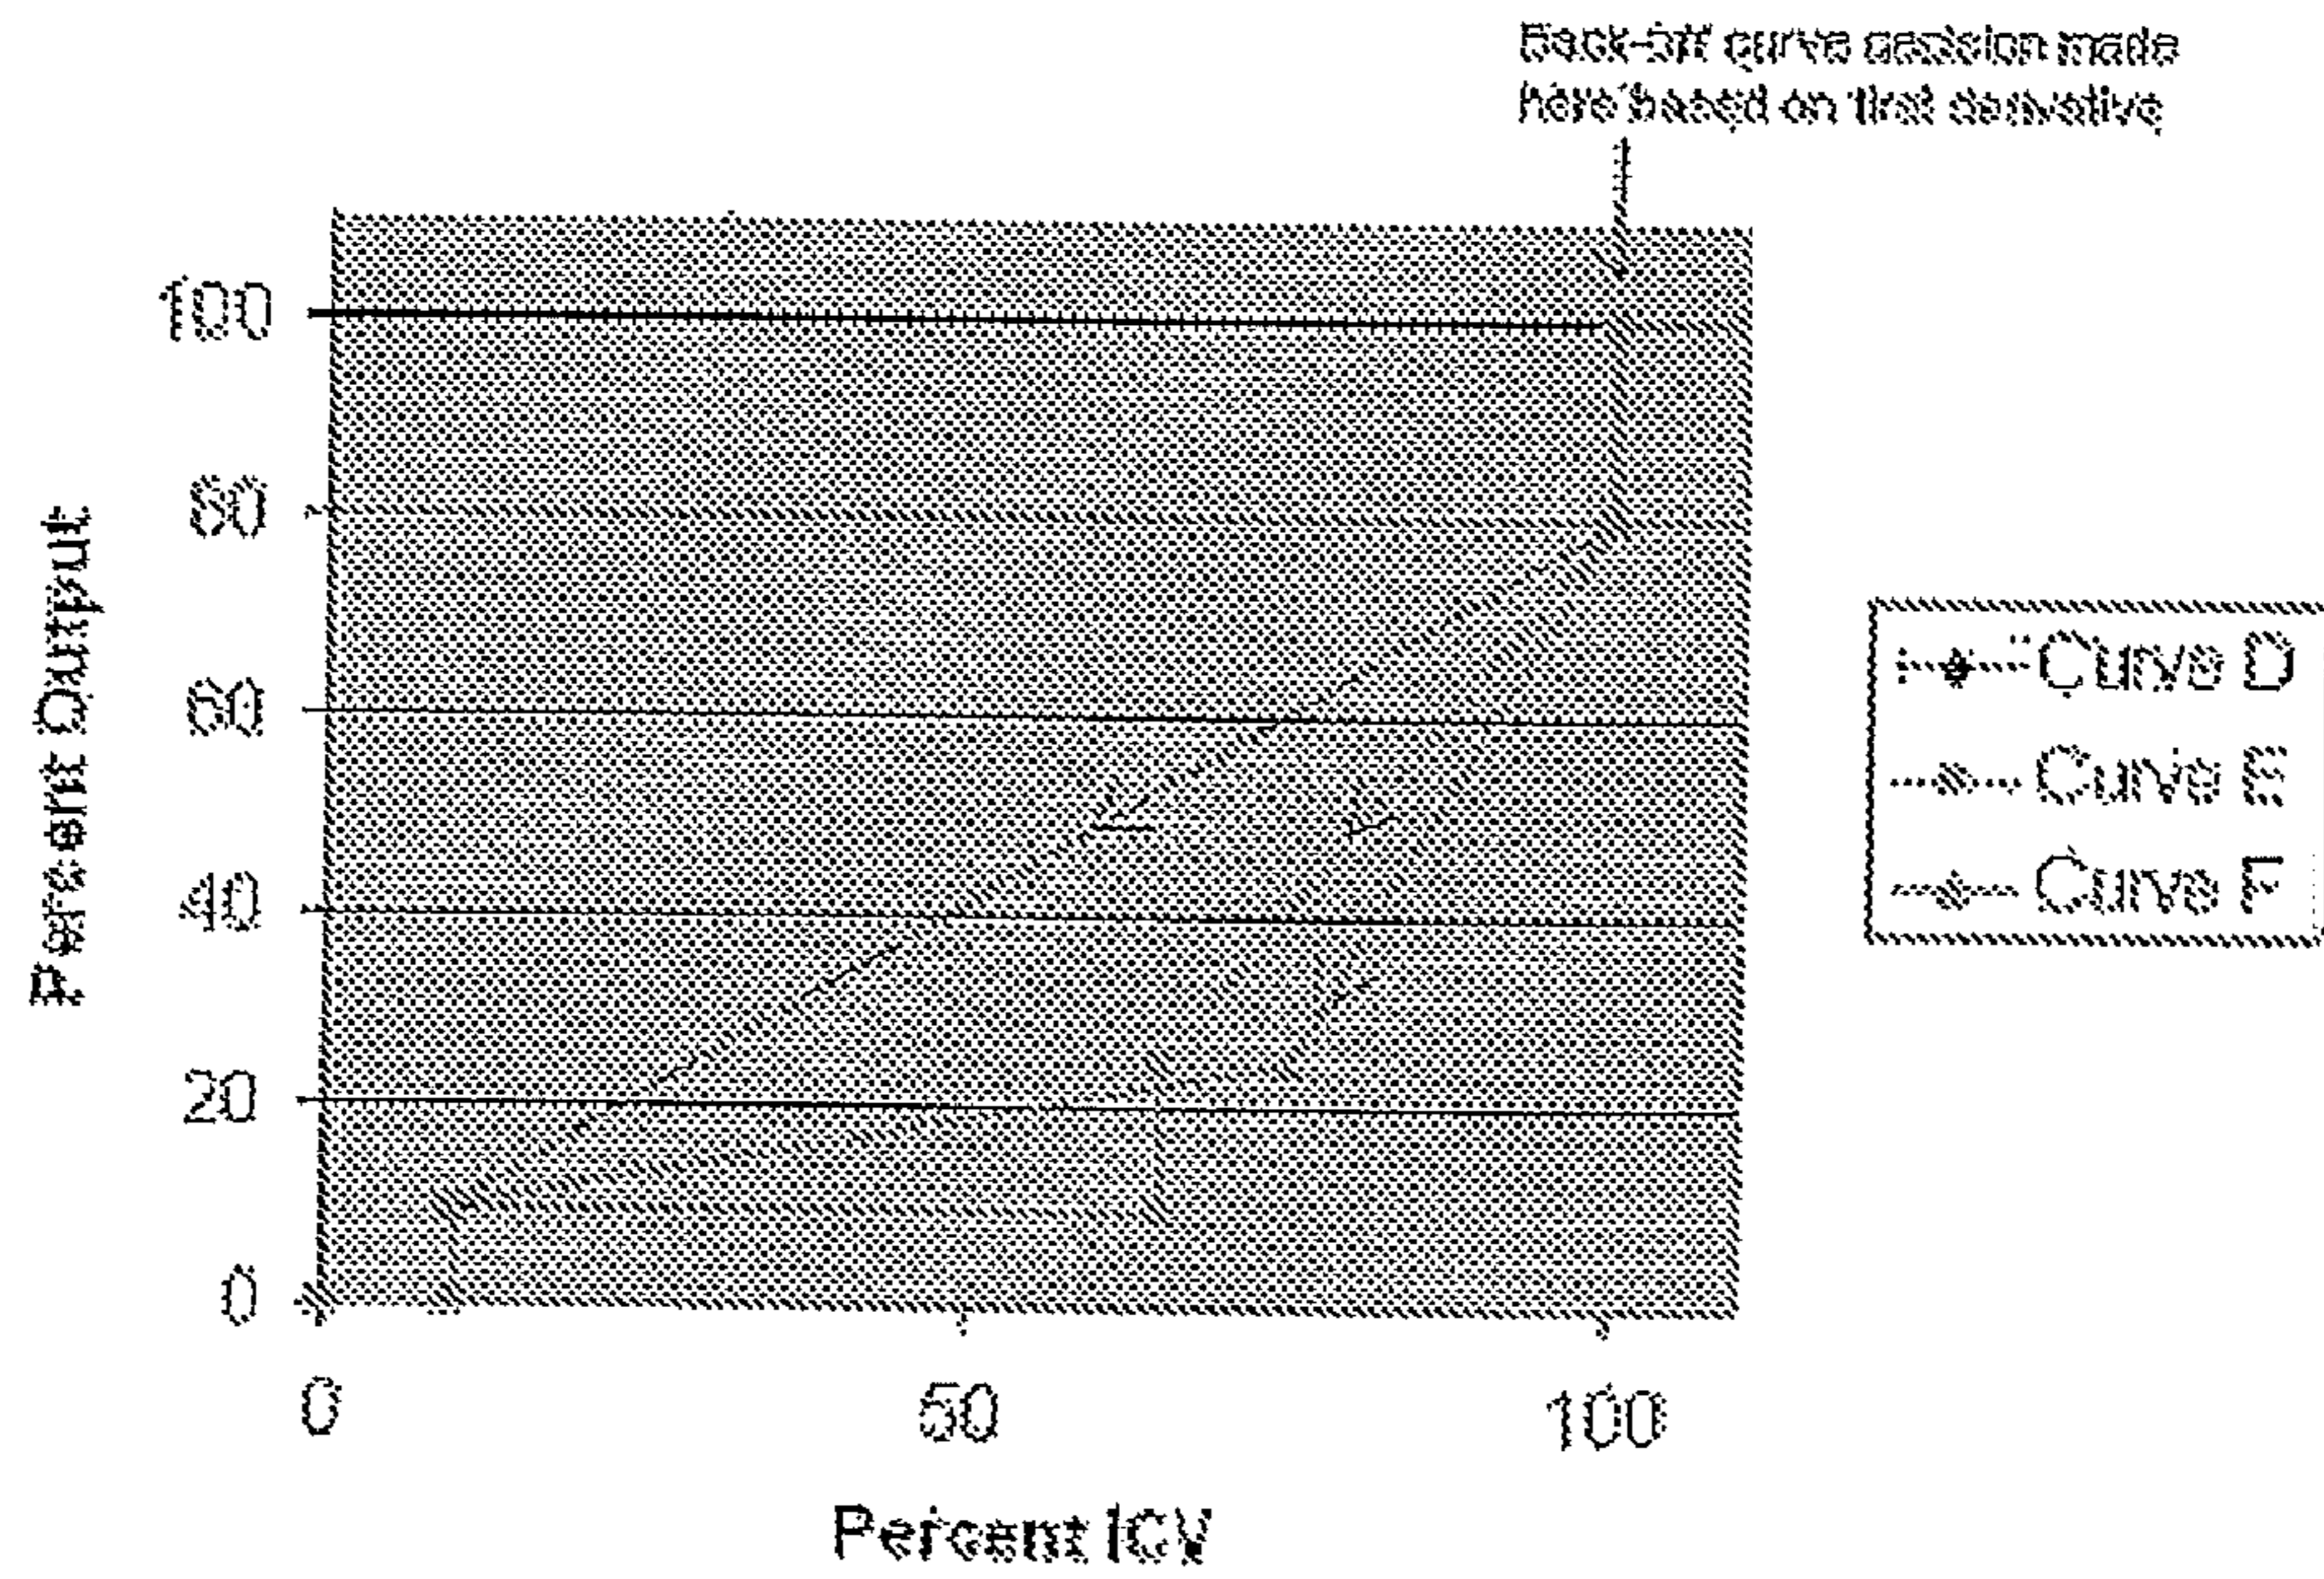 Back-off curve decision made
here based on first derivative
100
80
60
40
20
0
Percent Output
0
50
100
Percent ICV
Curve D
Curve E
Curve F